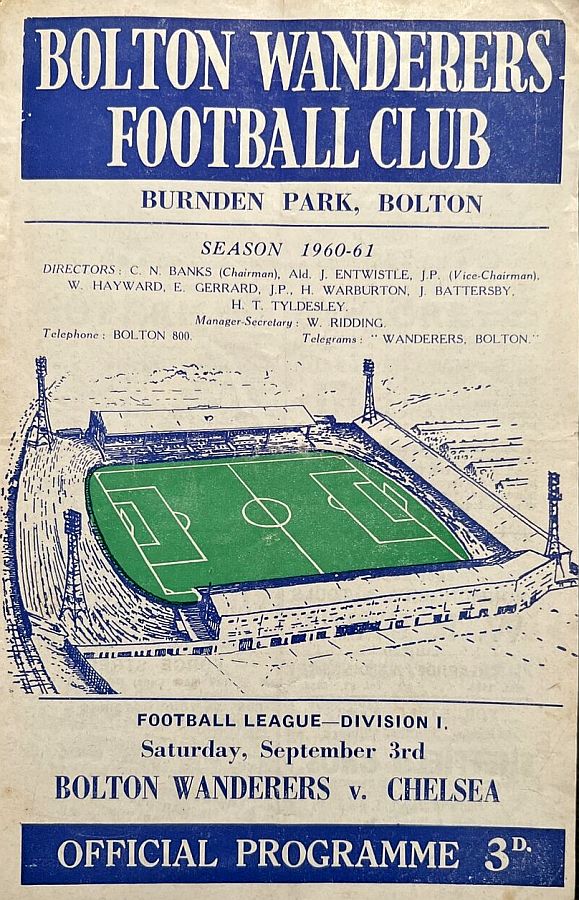 BOLTON WANDERERS
FOOTBALL CLUB
BURNDEN PARK, BOLTON
SEASON 1960-61
DIRECTORS: C. N. BANKS (Chairman), Ald. J. ENTWISTLE, J.P. (Vice-Chairman),
W. HAYWARD, E. GERRARD, J.P., H. WARBURTON, J. BATTERSBY,
H. T. TYLDESLEY.
Manager-Secretary: W. RIDDING.
Telephone: BOLTON 800. Telegrams: "WANDERERS, BOLTON."
FOOTBALL LEAGUE—DIVISION I.
Saturday, September 3rd
BOLTON WANDERERS v. CHELSEA
OFFICIAL PROGRAMME 3D.